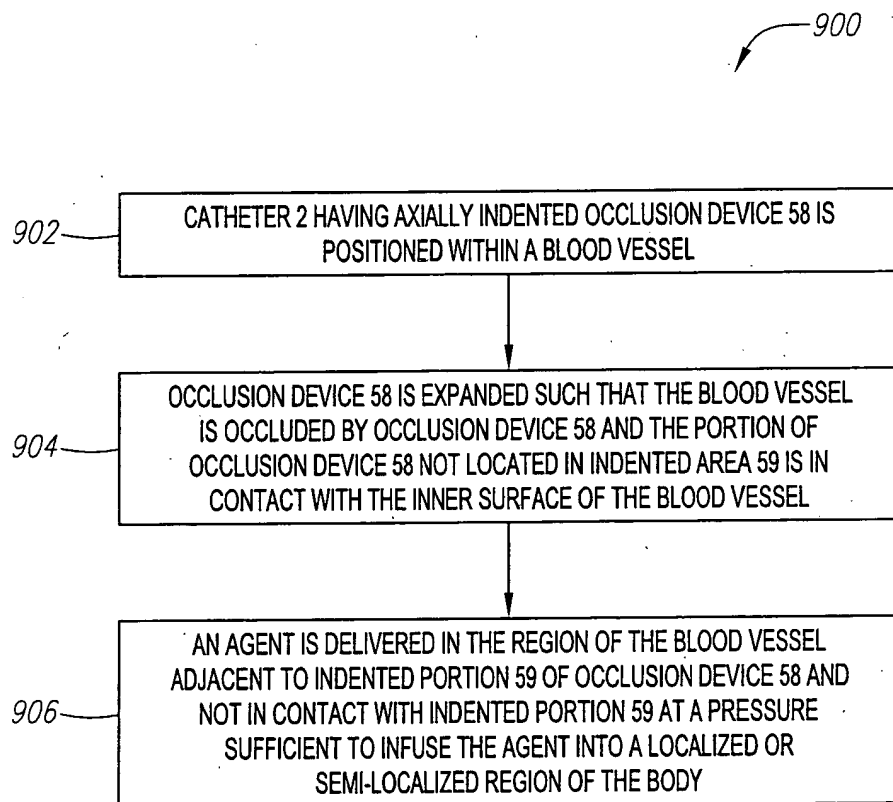 900
902
CATHETER 2 HAVING AXIALLY INDENTED OCCLUSION DEVICE 58 IS
POSITIONED WITHIN A BLOOD VESSEL
904
OCCLUSION DEVICE 58 IS EXPANDED SUCH THAT THE BLOOD VESSEL
IS OCCLUDED BY OCCLUSION DEVICE 58 AND THE PORTION OF
OCCLUSION DEVICE 58 NOT LOCATED IN INDENTED AREA 59 IS IN
CONTACT WITH THE INNER SURFACE OF THE BLOOD VESSEL
906
AN AGENT IS DELIVERED IN THE REGION OF THE BLOOD VESSEL
ADJACENT TO INDENTED PORTION 59 OF OCCLUSION DEVICE 58 AND
NOT IN CONTACT WITH INDENTED PORTION 59 AT A PRESSURE
SUFFICIENT TO INFUSE THE AGENT INTO A LOCALIZED OR
SEMI-LOCALIZED REGION OF THE BODY